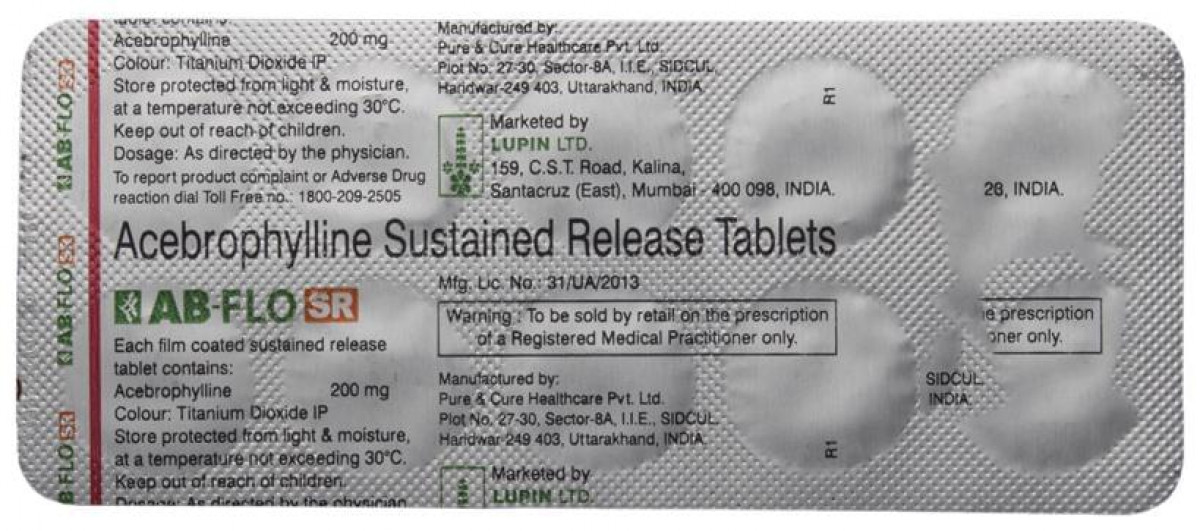 Acebrophylline 200 mg
Colour: Titanium Dioxide IP
Store protected from light & moisture,
at a temperature not exceeding 30°C.
Keep out of reach of children.
Dosage: As directed by the physician.
To report product complaint or Adverse Drug
reaction dial Toll Free no.: 1800-209-2505
Manufactured by:
Pure & Cure Healthcare Pvt. Ltd.
Plot No. 27-30, Sector-8A, I.I.E., SIDCUL,
Haridwar-249 403, Uttarakhand, INDIA.
Marketed by
LUPIN LTD.
159, C.S.T. Road, Kalina,
Santacruz (East), Mumbai - 400 098, INDIA.
R1
28, INDIA.
Acebrophylline Sustained Release Tablets
AB-FLO SR
Each film coated sustained release
tablet contains:
Acebrophylline 200 mg
Colour: Titanium Dioxide IP
Store protected from light & moisture,
at a temperature not exceeding 30°C.
Keep out of reach of children.
Dosage: As directed by the physician.
Mfg. Lic. No.: 31/UA/2013
Warning : To be sold by retail on the prescription
of a Registered Medical Practitioner only.
Manufactured by:
Pure & Cure Healthcare Pvt. Ltd.
Plot No. 27-30, Sector-8A, I.I.E., SIDCUL,
Haridwar-249 403, Uttarakhand, INDIA.
Marketed by
LUPIN LTD.
R1
prescription
oner only.
SIDCUL,
INDIA.
AB-FLO SR
AB-FLO SR
B-FLO SR